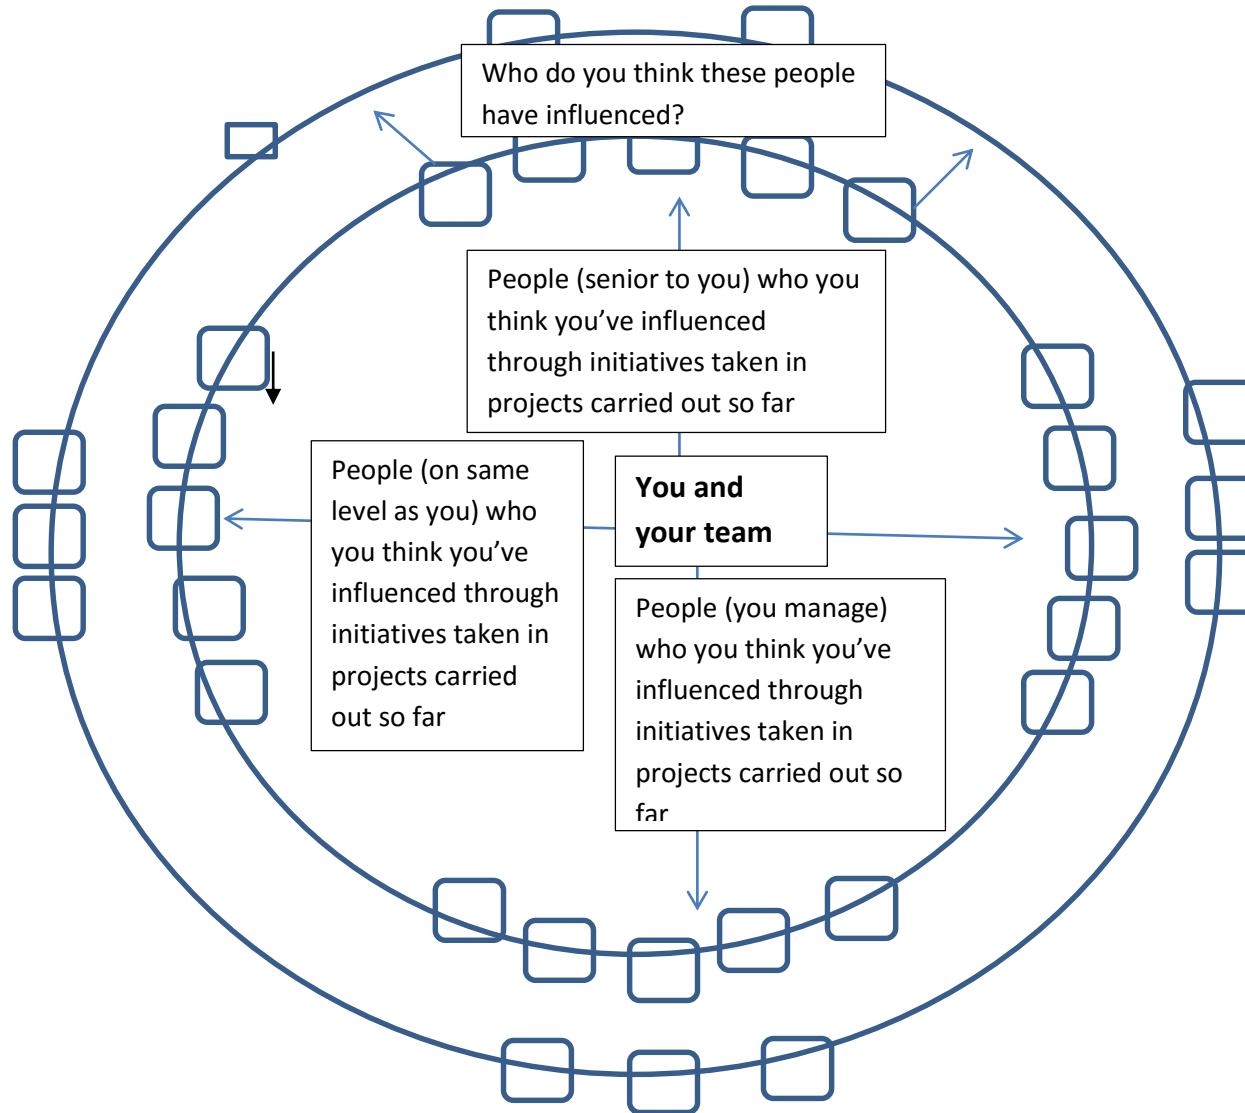 Who do you think these people
have influenced?
People (senior to you) who you
think you’ve influenced
through initiatives taken in
projects carried out so far
People (on same
level as you) who
you think you’ve
influenced through
initiatives taken in
projects carried
out so far
You and
your team
People (you manage)
who you think you’ve
influenced through
initiatives taken in
projects carried out so
far